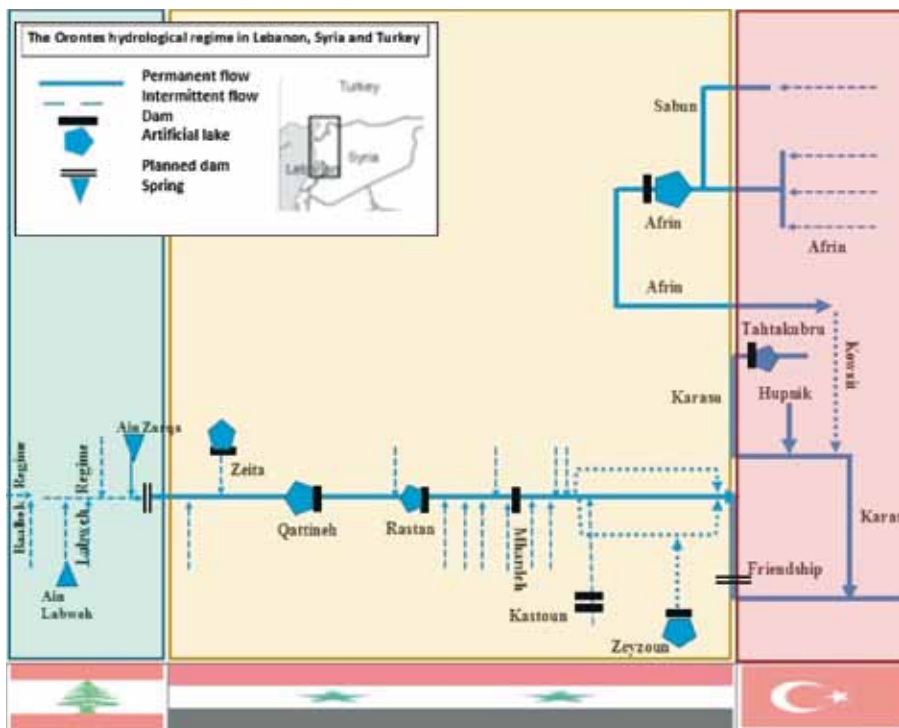 The Orontes hydrological regime in Lebanon, Syria and Turkey
Permanent flow
Intermittent flow
Dam
Artificial lake
Planned dam
Spring
Turkey
Syria
Sabun
Afrin
Afrin
Afrin
Tahtakubru
Karasu
Hupnik
Ain Zarqa
Zeita
Regime
Regime
Labweh
Qattineh
Rastan
Mhardeh
Karas
Ain
Labweh
Kastoun
Zeyzoun
Friendship